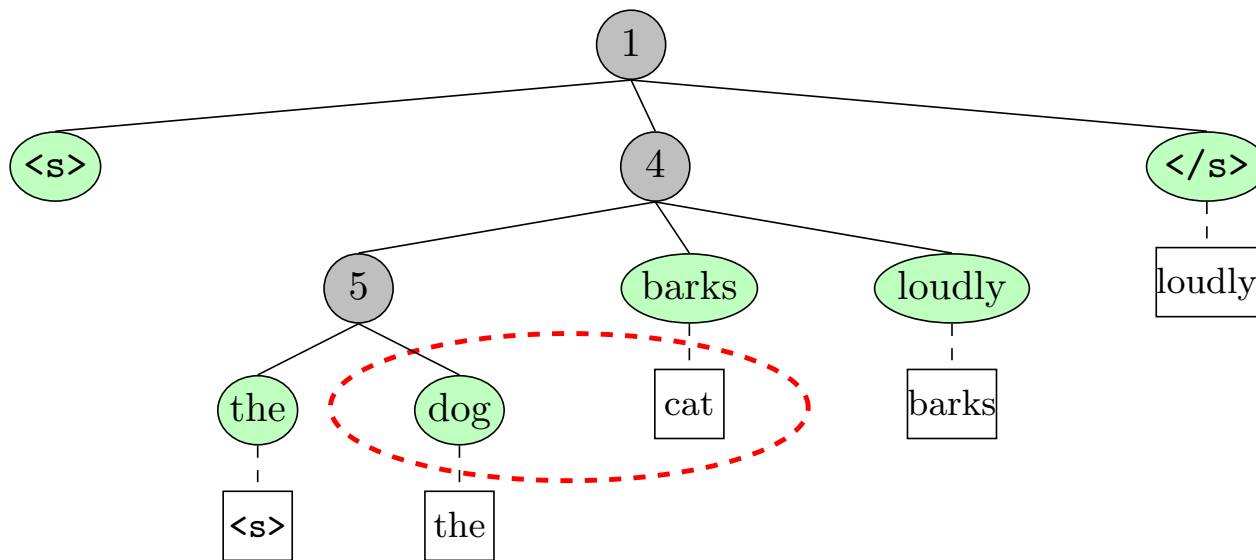 1
<s> 4 </s>
5 barks loudly loudly
the dog cat barks
<s> the